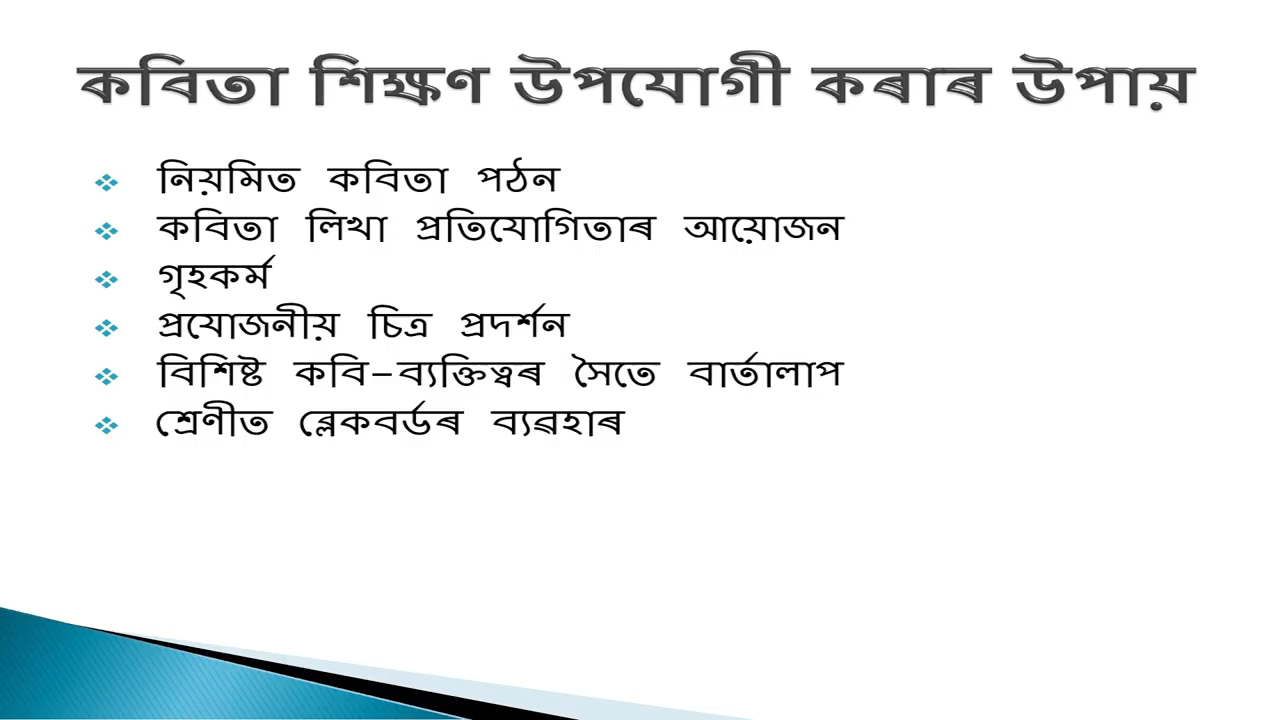 কবিতা শিক্ষণ উপযোগী কৰাৰ উপায়
নিয়মিত কবিতা পঠন
কবিতা লিখা প্ৰতিযোগিতাৰ আয়োজন
গৃহকৰ্ম
প্ৰযোজনীয় চিত্ৰ প্ৰদৰ্শন
বিশিষ্ট কবি-ব্যক্তিত্বৰ সৈতে বাৰ্তালাপ
শ্ৰেণীত ব্লেকবৰ্ডৰ ব্যৱহাৰ